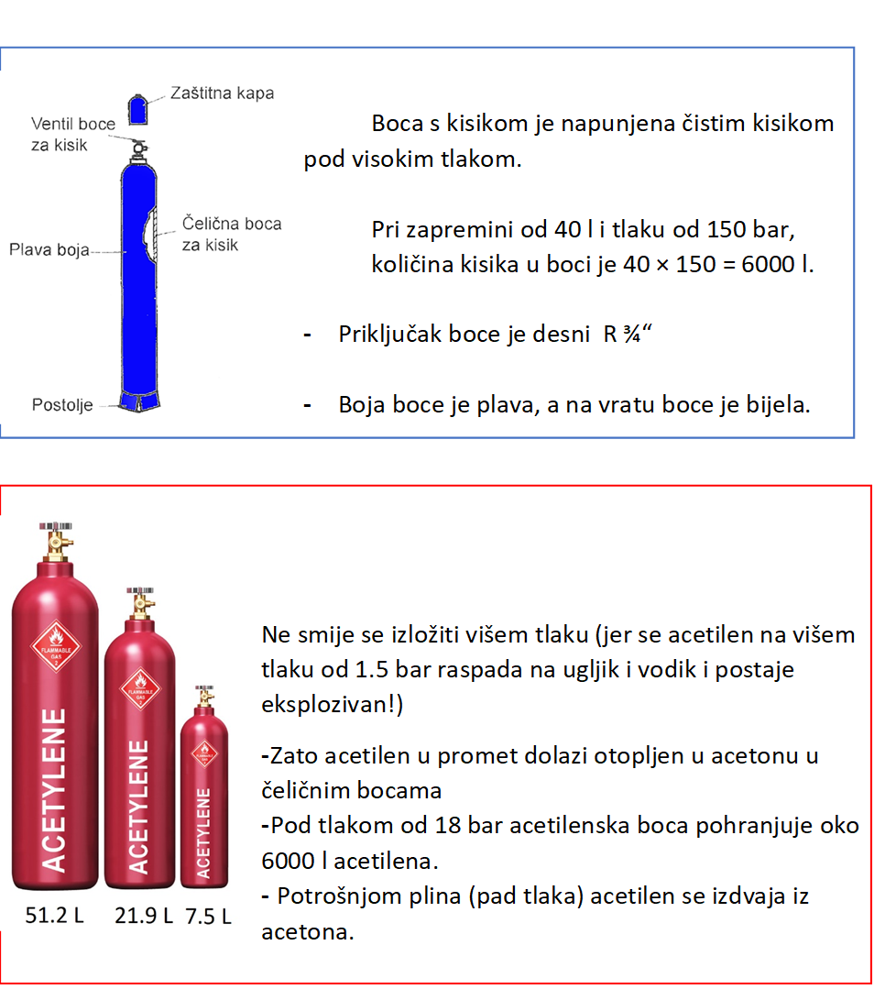 Zaštitna kapa
Ventil boce
za kisik
Čelična boca
za kisik
Plava boja
Postolje
Boca s kisikom je napunjena čistim kisikom
pod visokim tlakom.
Pri zapremini od 40 l i tlaku od 150 bar,
količina kisika u boci je 40 × 150 = 6000 l.
- Priključak boce je desni R ¾“
- Boja boce je plava, a na vratu boce je bijela.
FLAMMABLE
GAS
2
ACETYLENE
51.2 L
FLAMMABLE
GAS
2
ACETYLENE
21.9 L
FLAMMABLE
GAS
ACETYLENE
7.5 L
Ne smije se izložiti višem tlaku (jer se acetilen na višem
tlaku od 1.5 bar raspada na ugljik i vodik i postaje
eksplozivan!)
-Zato acetilen u promet dolazi otopljen u acetonu u
čeličnim bocama
-Pod tlakom od 18 bar acetilenska boca pohranjuje oko
6000 l acetilena.
- Potrošnjom plina (pad tlaka) acetilen se izdvaja iz
acetona.